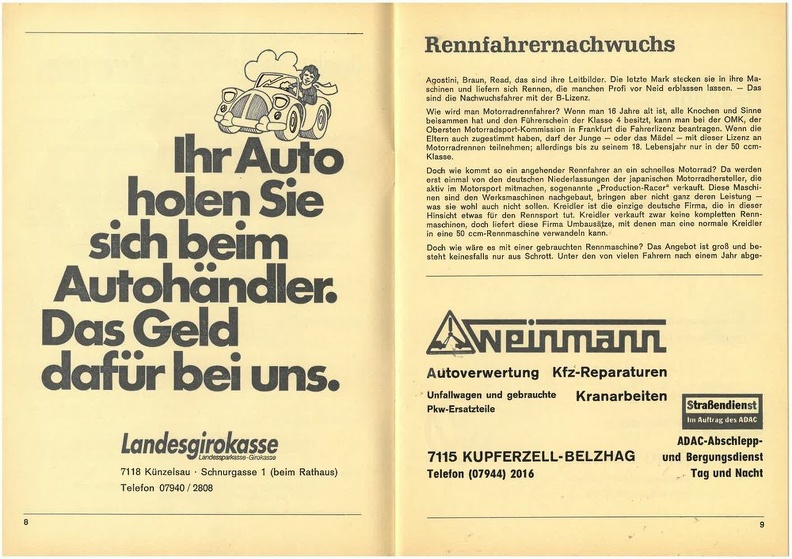 Ihr Auto
holen Sie
sich beim
Autohändler.
Das Geld
dafür bei uns.
Landesgirokasse
Landessparkasse-Girokasse
7118 Künzelsau · Schnurgasse 1 (beim Rathaus)
Telefon 07940 / 2808
8
Rennfahrernachwuchs
Agostini, Braun, Read, das sind ihre Leitbilder. Die letzte Mark stecken sie in ihre Ma-
schinen und liefern sich Rennen, die manchen Profi vor Neid erblassen lassen. — Das
sind die Nachwuchsfahrer mit der B-Lizenz.
Wie wird man Motorradrennfahrer? Wenn man 16 Jahre alt ist, alle Knochen und Sinne
beisammen hat und den Führerschein der Klasse 4 besitzt, kann man bei der OMK, der
Obersten Motorradsport-Kommission in Frankfurt die Fahrerlizenz beantragen. Wenn die
Eltern auch zugestimmt haben, darf der Junge — oder das Mädel — mit dieser Lizenz an
Motorradrennen teilnehmen; allerdings bis zu seinem 18. Lebensjahr nur in der 50 ccm-
Klasse.
Doch wie kommt so ein angehender Rennfahrer an ein schnelles Motorrad? Da werden
erst einmal von den deutschen Niederlassungen der japanischen Motorradhersteller, die
aktiv im Motorsport mitmachen, sogenannte „Production-Racer" verkauft. Diese Maschi-
nen sind den Werksmaschinen nachgebaut, bringen aber nicht ganz deren Leistung —
was sie wohl auch nicht sollen. Kreidler ist die einzige deutsche Firma, die in dieser
Hinsicht etwas für den Rennsport tut. Kreidler verkauft zwar keine kompletten Renn-
maschinen, doch liefert diese Firma Umbausätze, mit denen man eine normale Kreidler
in eine 50 ccm-Rennmaschine verwandeln kann.
Doch wie wäre es mit einer gebrauchten Rennmaschine? Das Angebot ist groß und be-
steht keinesfalls nur aus Schrott. Unter den von vielen Fahrern nach einem Jahr abge-
Weinmann
Autoverwertung Kfz-Reparaturen
Unfallwagen und gebrauchte Kranarbeiten
Pkw-Ersatzteile
Straßendienst
Im Auftrag des ADAC
ADAC-Abschlepp-
7115 KUPFERZELL-BELZHAG und Bergungsdienst
Telefon (07944) 2016 Tag und Nacht
9